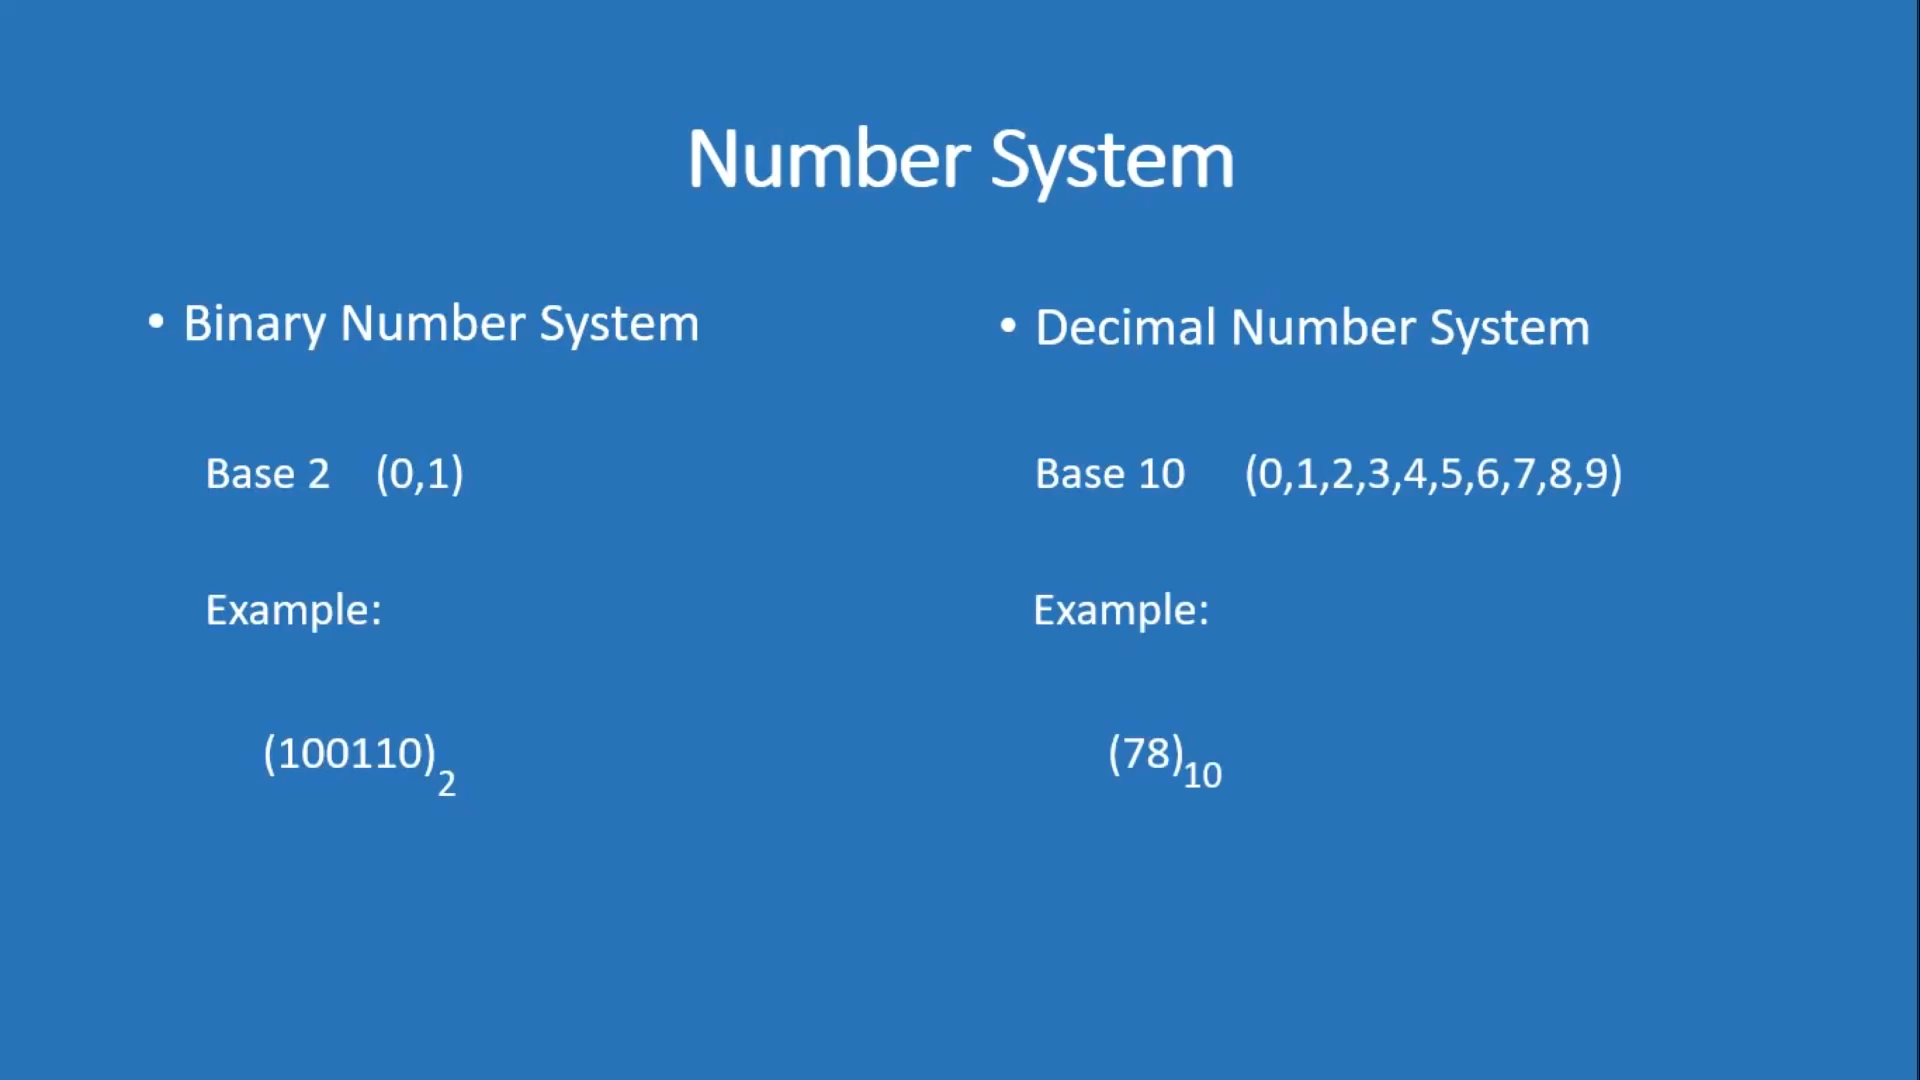 Number System
• Binary Number System
Base 2 (0,1)
Example:
(100110)2
• Decimal Number System
Base 10 (0,1,2,3,4,5,6,7,8,9)
Example:
(78)10